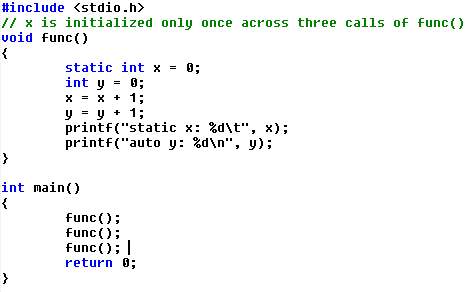 #include <stdio.h>
// x is initialized only once across three calls of func()
void func()
{
static int x = 0;
int y = 0;
x = x + 1;
y = y + 1;
printf("static x: %d\t", x);
printf("auto y: %d\n", y);
}
int main()
{
func();
func();
func();
return 0;
}